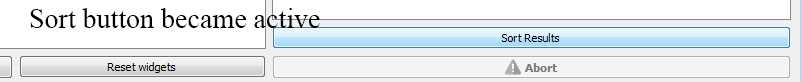 Sort button became active
Sort Results
Reset widgets
Abort